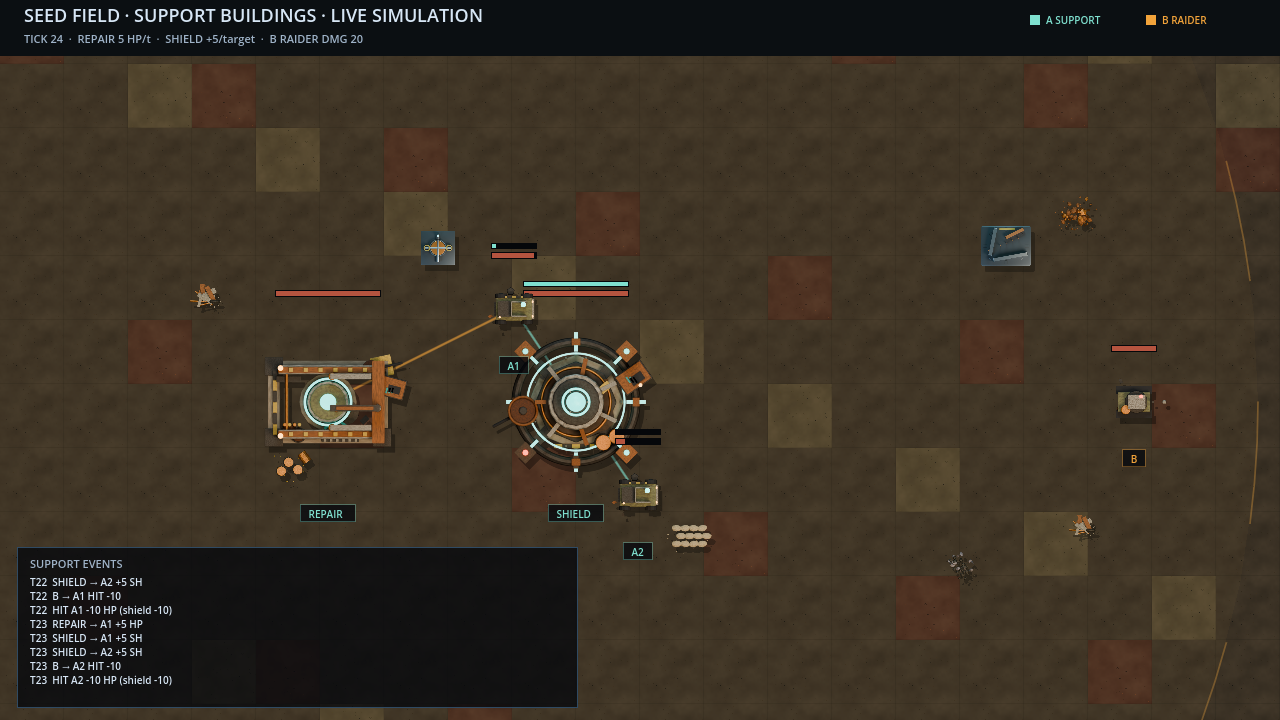 SEED FIELD · SUPPORT BUILDINGS · LIVE SIMULATION
TICK 24 · REPAIR 5 HP/t · SHIELD +5/target · B RAIDER DMG 20
A SUPPORT
B RAIDER
A1
B
REPAIR
SHIELD
A2
SUPPORT EVENTS
T22 SHIELD → A2 +5 SH
T22 B → A1 HIT -10
T22 HIT A1 -10 HP (shield -10)
T23 REPAIR → A1 +5 HP
T23 SHIELD → A1 +5 SH
T23 SHIELD → A2 +5 SH
T23 B → A2 HIT -10
T23 HIT A2 -10 HP (shield -10)